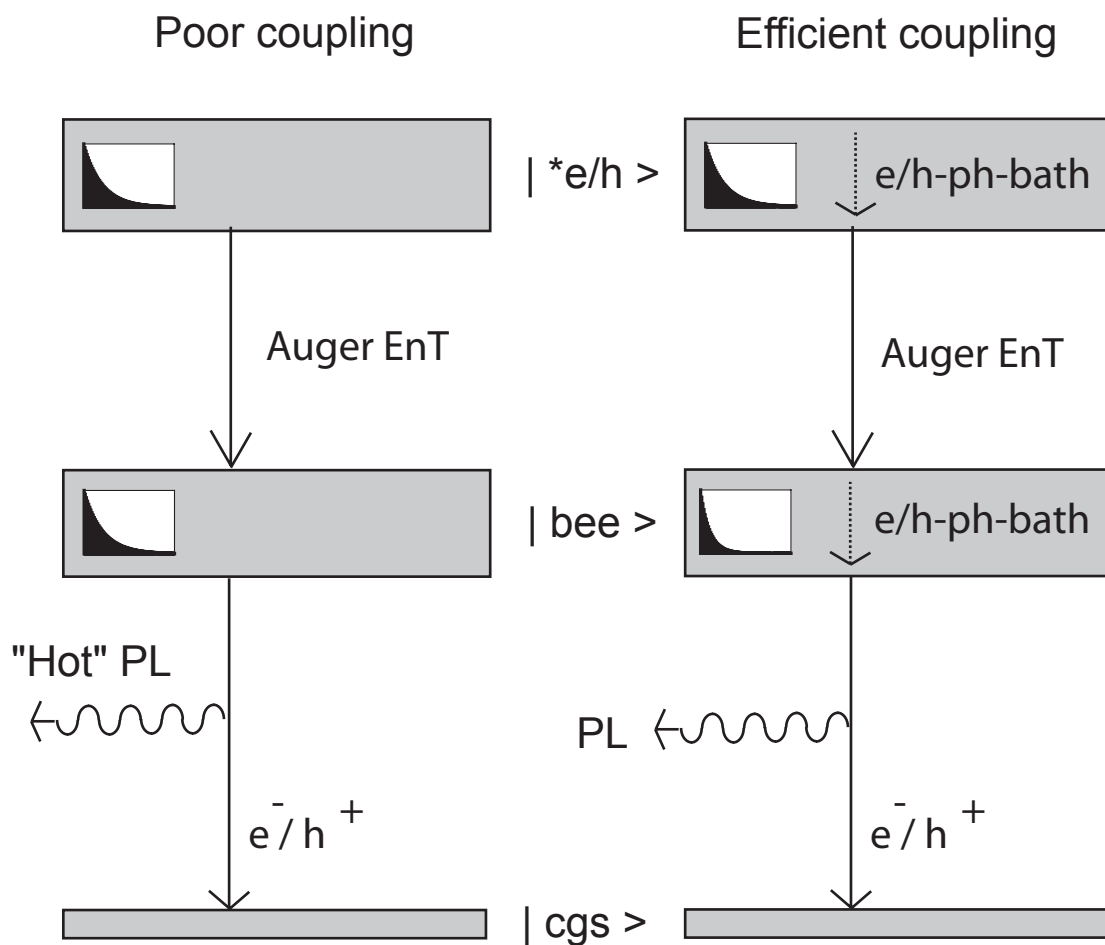 Poor coupling
Efficient coupling
| *e/h >
e/h-ph-bath
Auger EnT
Auger EnT
| bee >
e/h-ph-bath
"Hot" PL
PL
e⁻/ h⁺
e⁻/ h⁺
| cgs >